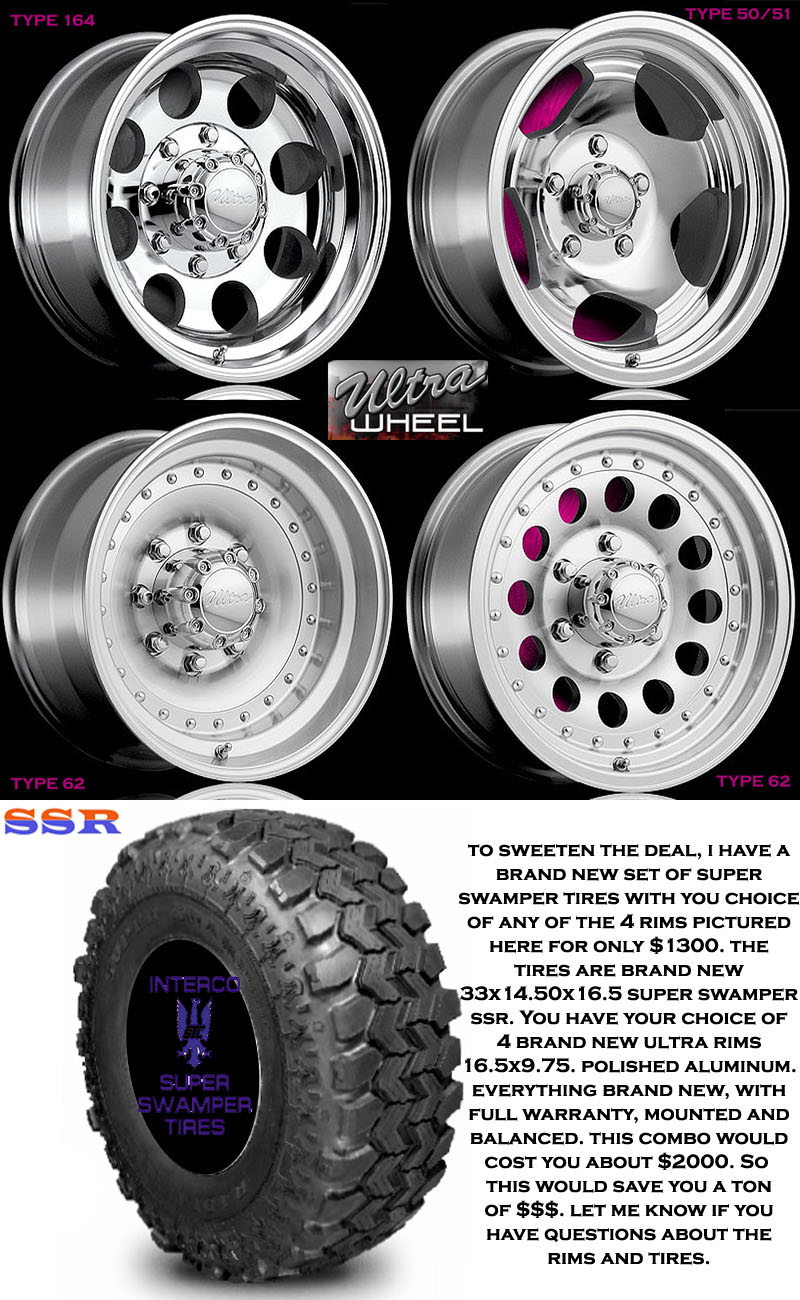 TYPE 164
TYPE 50/51
Ultra
Ultra
Ultra
WHEEL
Ultra
Ultra
TYPE 62
TYPE 62
SSR
INTERCO
STC
SUPER
SWAMPER
TIRES
TO SWEETEN THE DEAL, I HAVE A
BRAND NEW SET OF SUPER
SWAMPER TIRES WITH YOU CHOICE
OF ANY OF THE 4 RIMS PICTURED
HERE FOR ONLY $1300. THE
TIRES ARE BRAND NEW
33X14.50X16.5 SUPER SWAMPER
SSR. YOU HAVE YOUR CHOICE OF
4 BRAND NEW ULTRA RIMS
16.5X9.75. POLISHED ALUMINUM.
EVERYTHING BRAND NEW, WITH
FULL WARRANTY, MOUNTED AND
BALANCED. THIS COMBO WOULD
COST YOU ABOUT $2000. SO
THIS WOULD SAVE YOU A TON
OF $$$. LET ME KNOW IF YOU
HAVE QUESTIONS ABOUT THE
RIMS AND TIRES.